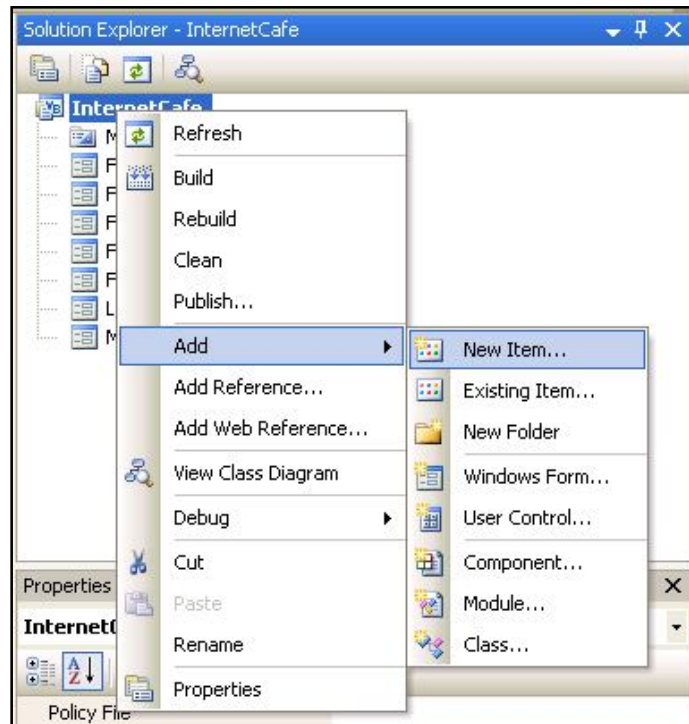 Solution Explorer - InternetCafe
InternetCafe
M
F
F
F
F
F
L
M
Refresh
Build
Rebuild
Clean
Publish...
Add
Add Reference...
Add Web Reference...
View Class Diagram
Debug
Cut
Paste
Rename
Properties
New Item...
Existing Item...
New Folder
Windows Form...
User Control...
Component...
Module...
Class...
Properties
Internet
Policy File